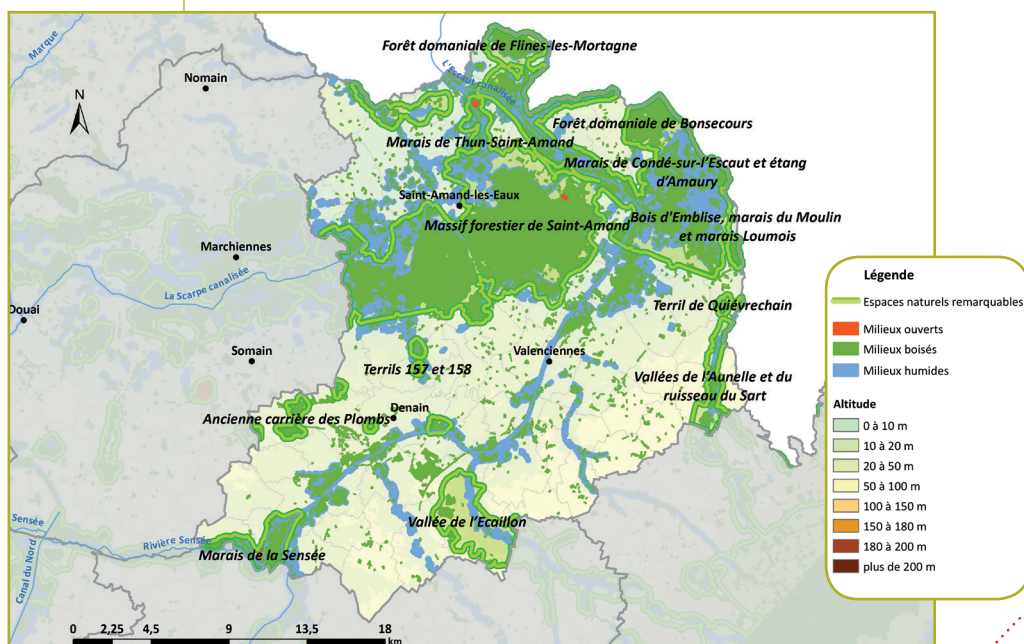 Forêt domaniale de Flines-les-Mortagne
Marque
Nomain
L'Escaut canalisée
N
Forêt domaniale de Bonsecours
Marais de Thun-Saint-Amand
Marais de Condé-sur-l'Escaut et étang
d'Amaury
Saint-Amand-les-Eaux
Massif forestier de Saint-Amand
Bois d'Emblise, marais du Moulin
et marais Loumois
Marchiennes
La Scarpe canalisée
Douai
Terril de Quiévrechain
Somain
Valenciennes
Terrils 157 et 158
Vallées de l'Aunelle et du
ruisseau du Sart
Denain
Ancienne carrière des Plombs
Sensée
Vallée de l'Ecaillon
Rivière Sensée
Marais de la Sensée
Canal du Nord
0 2,25 4,5 9 13,5 18
km
Légende
Espaces naturels remarquables
Milieux ouverts
Milieux boisés
Milieux humides
Altitude
0 à 10 m
10 à 20 m
20 à 50 m
50 à 100 m
100 à 150 m
150 à 180 m
180 à 200 m
plus de 200 m